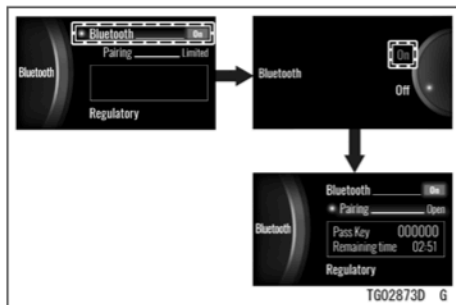 Bluetooth On
Pairing Limited
Bluetooth
Regulatory
Bluetooth
On
Off
Bluetooth On
Pairing Open
Bluetooth
Pass Key 000000
Remaining time 02:51
Regulatory
TG02873D G